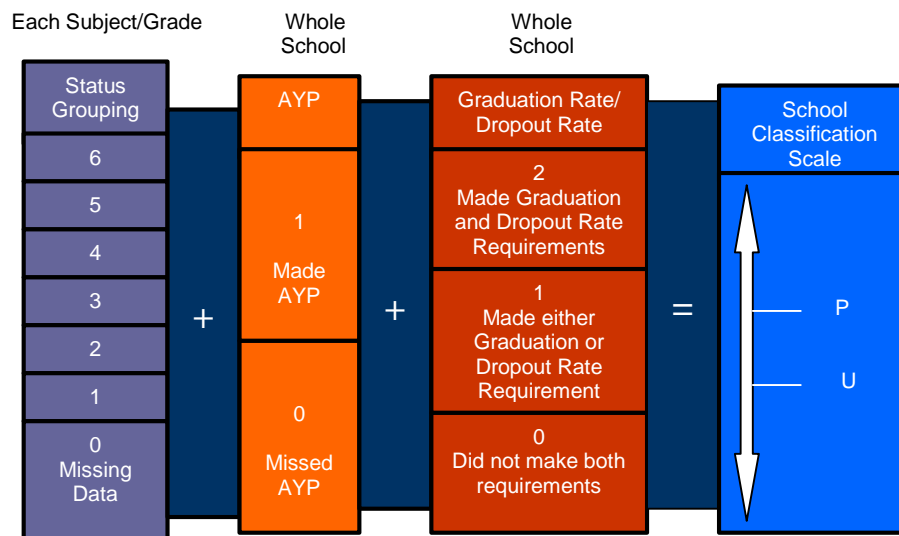 Each Subject/Grade
Whole
School
Whole
School
Status
Grouping
6
5
4
3
2
1
0
Missing
Data
+
AYP
1
Made
AYP
0
Missed
AYP
+
Graduation Rate/
Dropout Rate
2
Made Graduation
and Dropout Rate
Requirements
1
Made either
Graduation or
Dropout Rate
Requirement
0
Did not make both
requirements
=
School
Classification
Scale
P
U